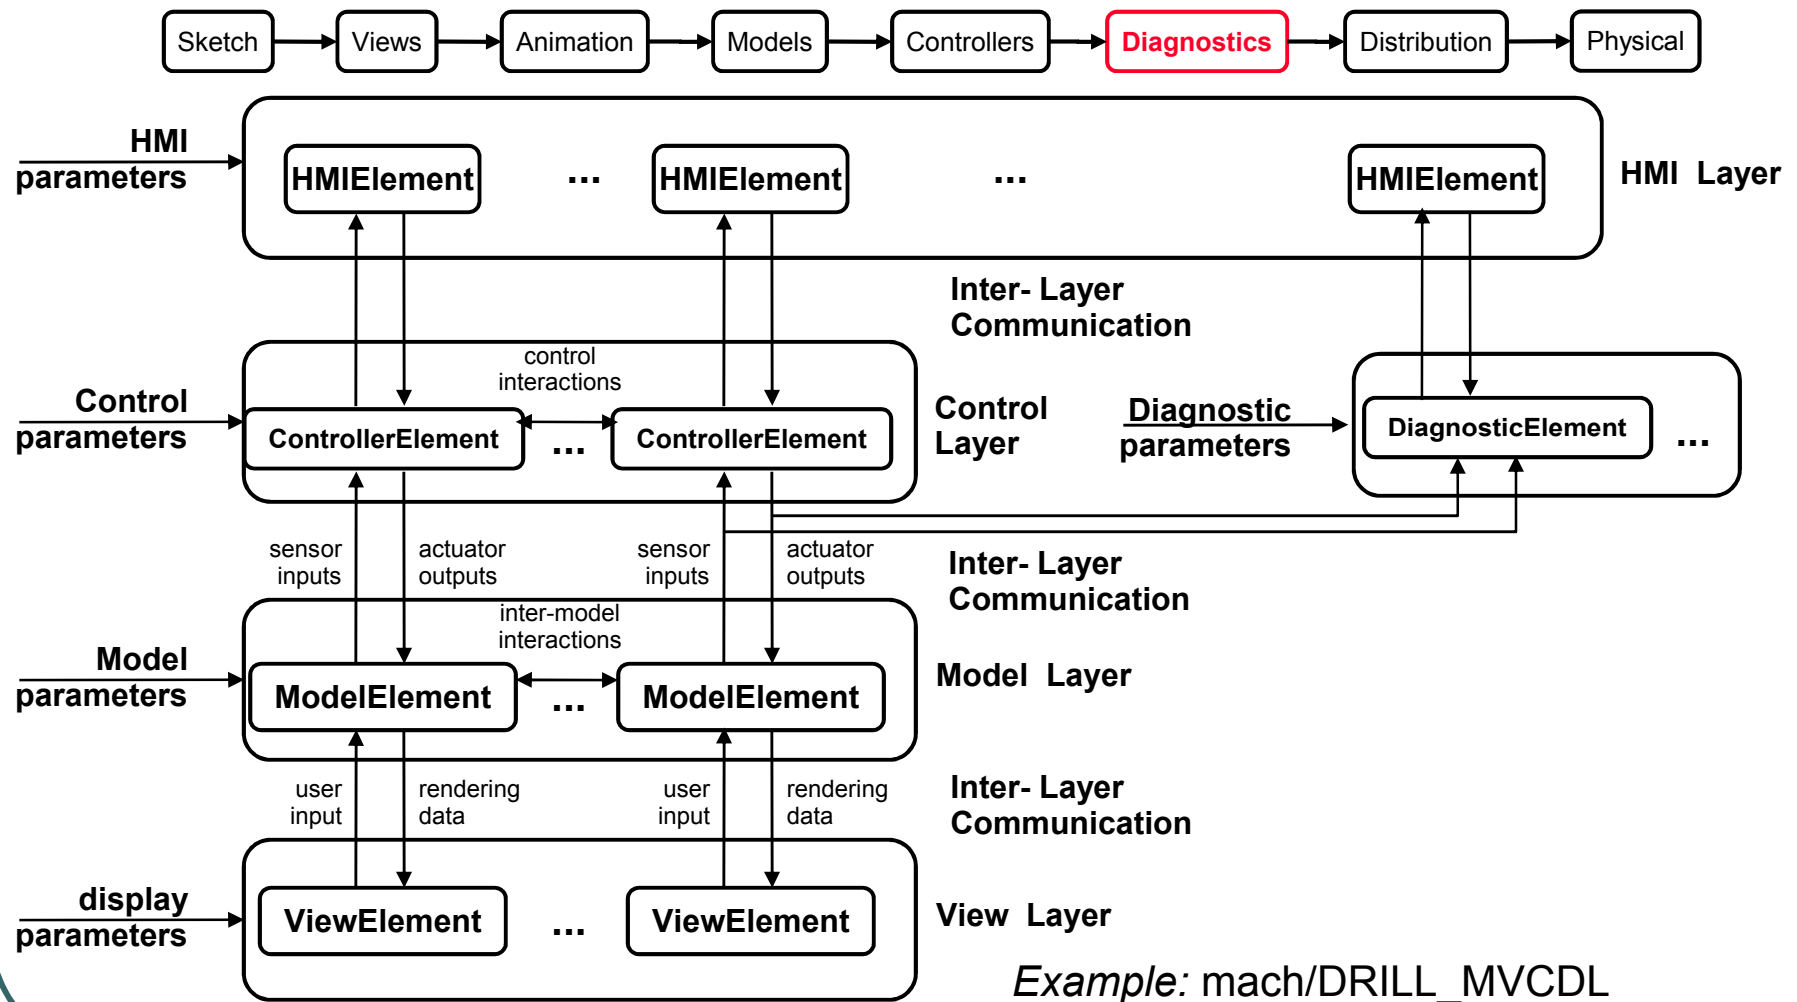 Sketch Views Animation Models Controllers Diagnostics Distribution Physical
HMI
parameters
HMIElement ... HMIElement ... HMIElement
HMI Layer
Inter- Layer
Communication
control
interactions
Control
parameters
ControllerElement ... ControllerElement
Control
Layer
Diagnostic
parameters
DiagnosticElement ...
sensor
inputs
actuator
outputs
sensor
inputs
actuator
outputs
Inter- Layer
Communication
inter-model
interactions
Model
parameters
ModelElement ... ModelElement
Model Layer
user
input
rendering
data
user
input
rendering
data
Inter- Layer
Communication
display
parameters
ViewElement ... ViewElement
View Layer
Example: mach/DRILL_MVCDL